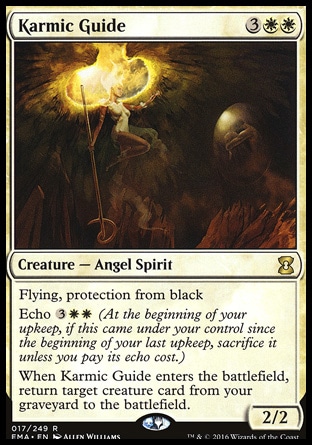 Karmic Guide 3
Creature — Angel Spirit
Flying, protection from black
Echo 3 (At the beginning of your
upkeep, if this came under your control since
the beginning of your last upkeep, sacrifice it
unless you pay its echo cost.)
When Karmic Guide enters the battlefield,
return target creature card from your
graveyard to the battlefield.
2/2
017/249 R
EMA • EN Allen Williams
™ & © 2016 Wizards of the Coast